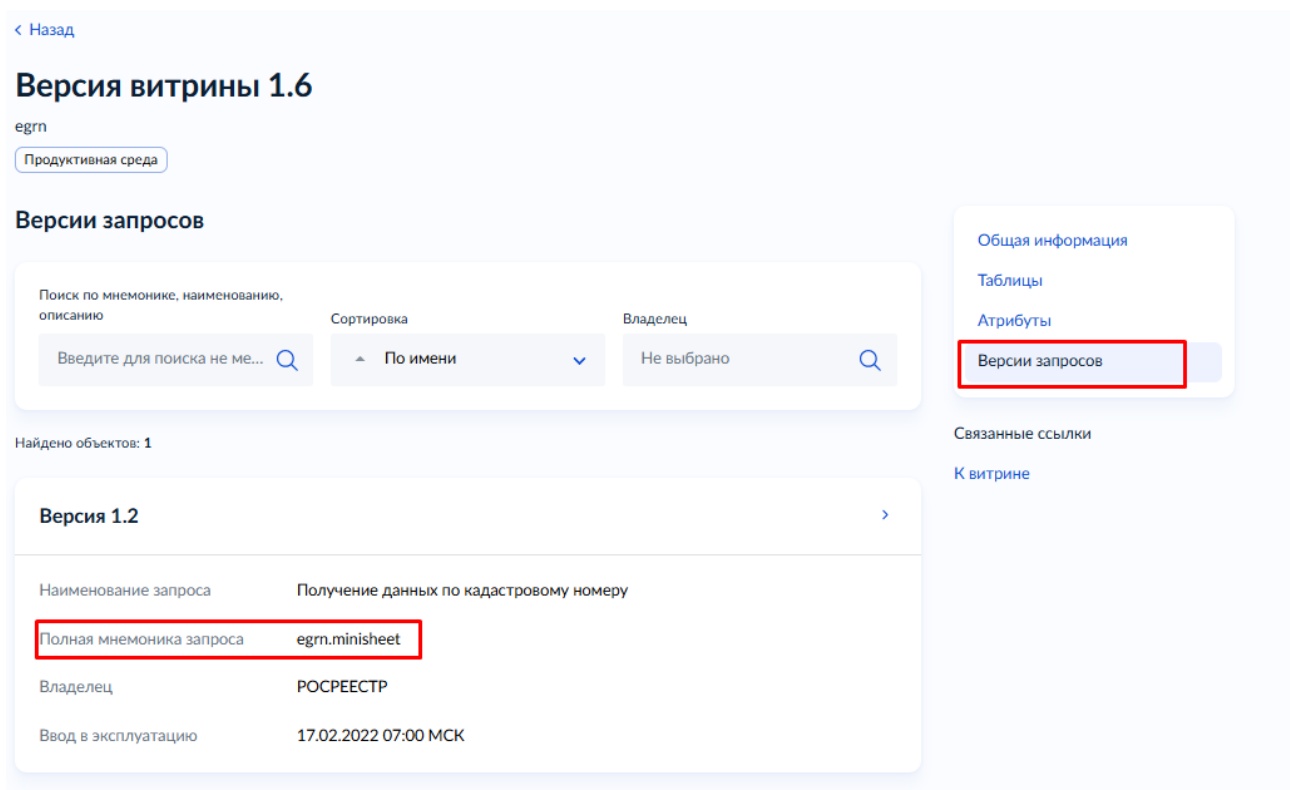 Назад
Версия витрины 1.6
egrn
Продуктивная среда
Версии запросов
Поиск по мнемонике, наименованию,
описанию
Введите для поиска не ме...
Сортировка
По имени
Владелец
Не выбрано
Найдено объектов: 1
Версия 1.2
Наименование запроса Получение данных по кадастровому номеру
Полная мнемоника запроса egrn.minisheet
Владелец РОСРЕЕСТР
Ввод в эксплуатацию 17.02.2022 07:00 МСК
Общая информация
Таблицы
Атрибуты
Версии запросов
Связанные ссылки
К витрине